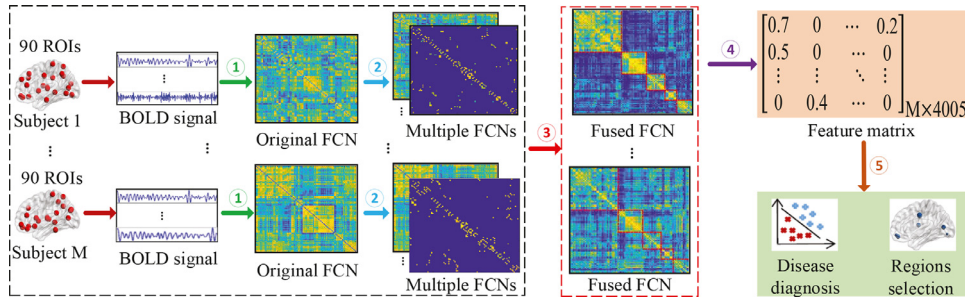 90 ROIs
Subject 1
BOLD signal
①
Original FCN
②
Multiple FCNs
⋮
90 ROIs
Subject M
BOLD signal
①
Original FCN
②
Multiple FCNs
③
Fused FCN
⋮
Fused FCN
④
0.7 0 ⋯ 0.2
0.5 0 ⋯ 0
⋮ ⋮ ⋱ ⋮
0 0.4 ⋯ 0
M×4005
Feature matrix
⑤
Disease
diagnosis
Regions
selection